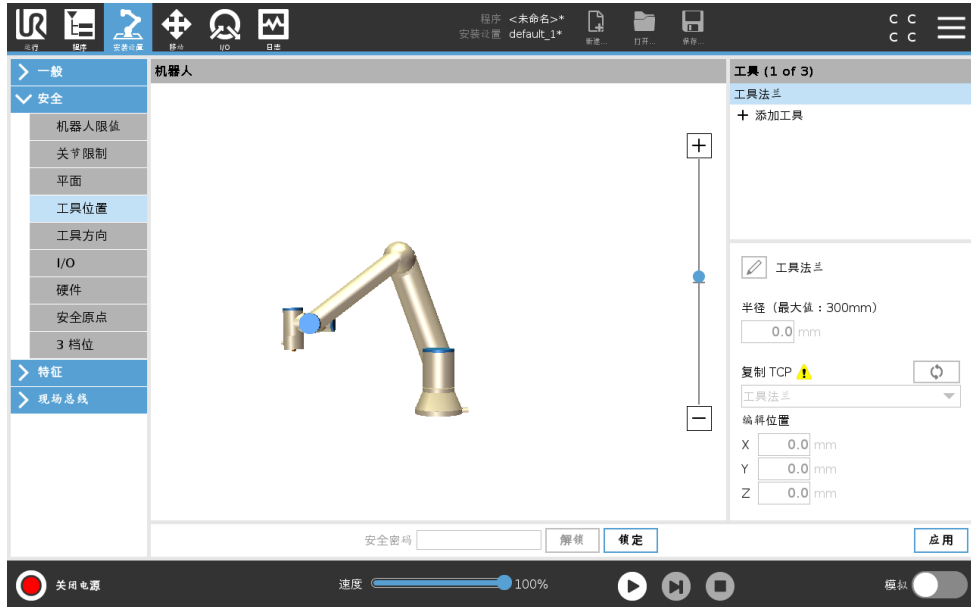 UR
运行
程序
安装设置
移动
I/O
日志
程序 <未命名>*
安装设置 default_1*
新建...
打开...
保存...
C C
C C
一般
安全
机器人限值
关节限制
平面
工具位置
工具方向
I/O
硬件
安全原点
3 档位
特征
现场总线
机器人
工具 (1 of 3)
工具法兰
+ 添加工具
工具法兰
半径（最大值：300mm）
0.0 mm
复制 TCP
工具法兰
编辑位置
X 0.0 mm
Y 0.0 mm
Z 0.0 mm
安全密码
解锁
锁定
应用
关闭电源
速度
100%
模拟